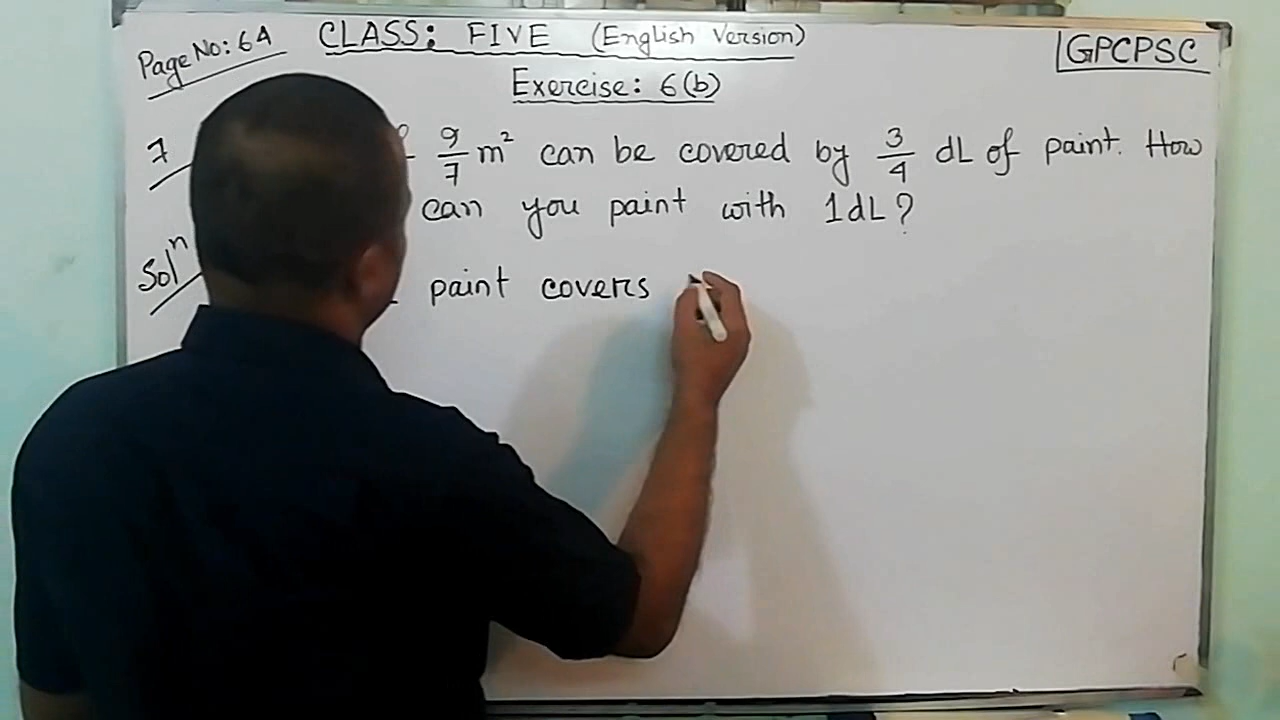 Page No: 64
CLASS: FIVE (English Version)
GPCPSC
Exercise: 6(b)
7 9/7 m² can be covered by 3/4 dL of paint. How
can you paint with 1dL?
Solⁿ paint covers